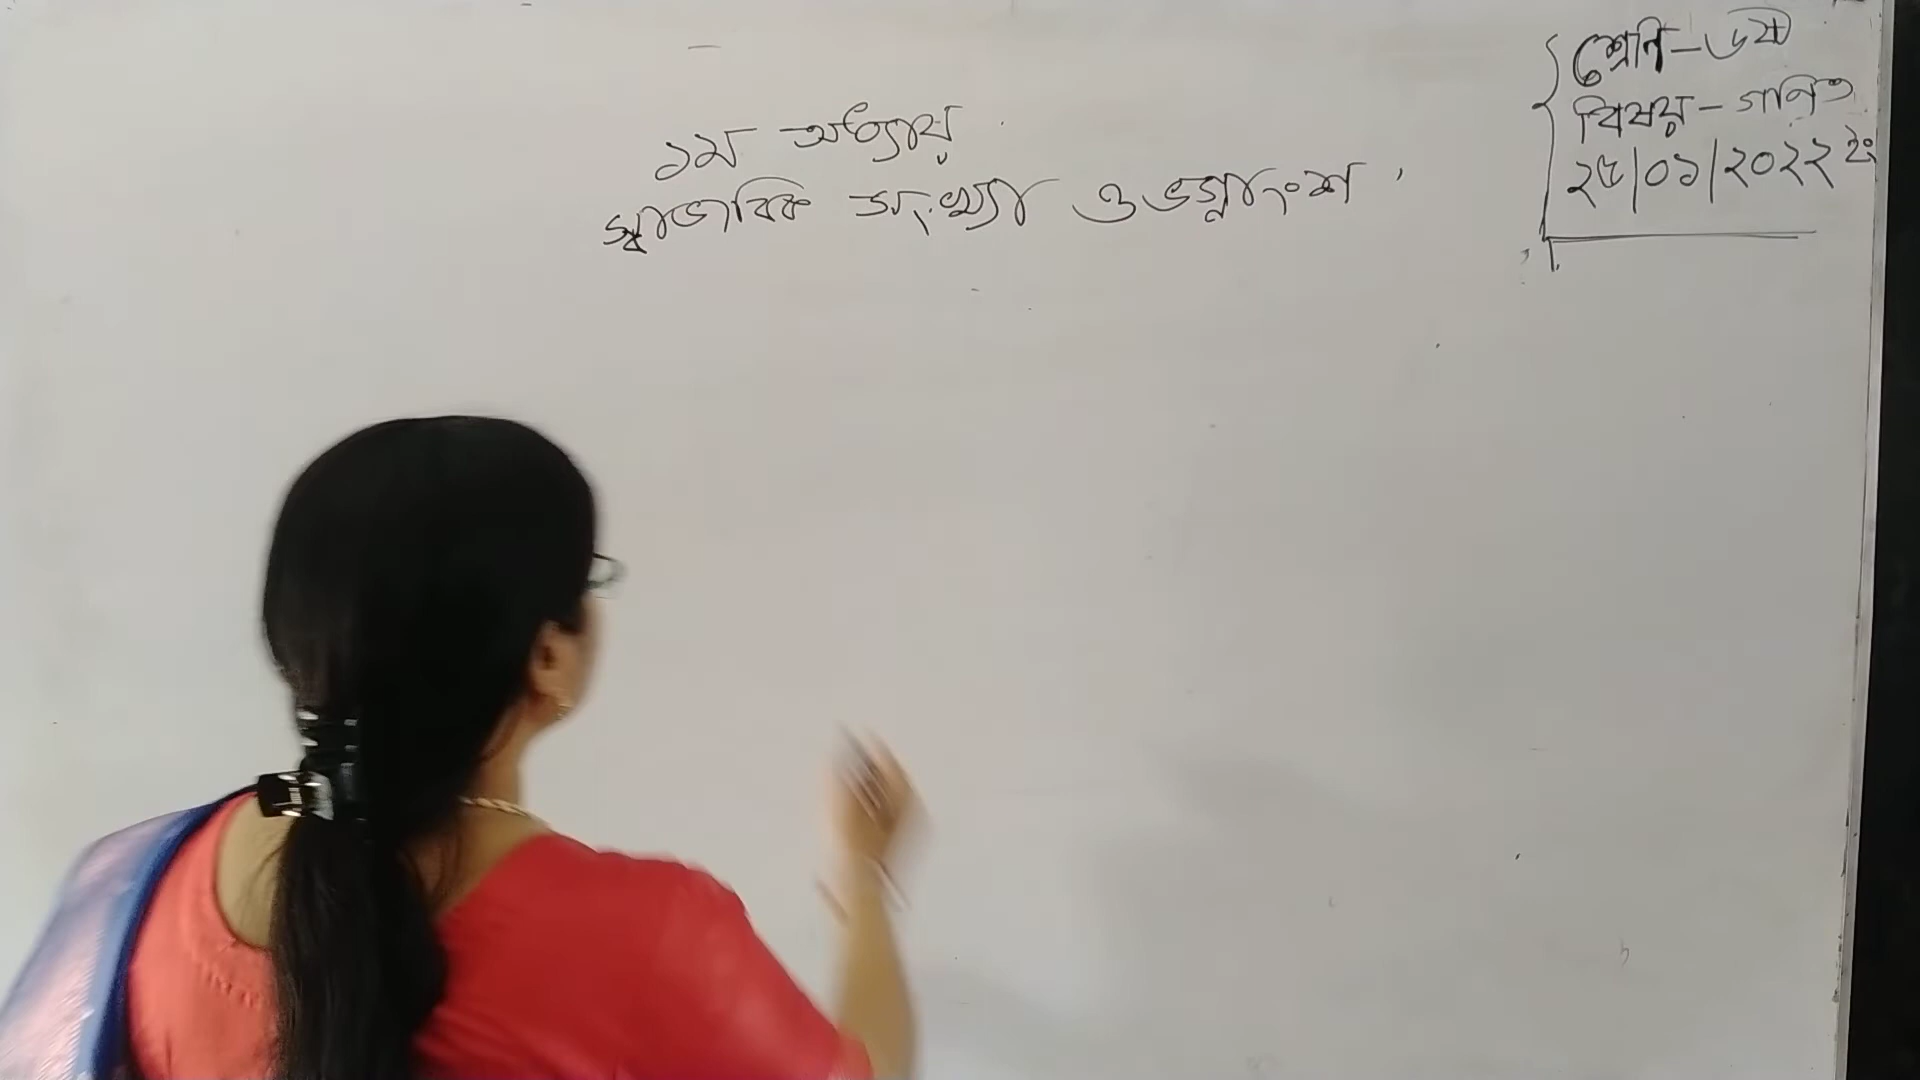 ১ম অধ্যায়
স্বাভাবিক সংখ্যা ও ভগ্নাংশ
শ্রেণি - ৬ষ্ঠ
বিষয় - গণিত
২৫/০১/২০২২ ইং